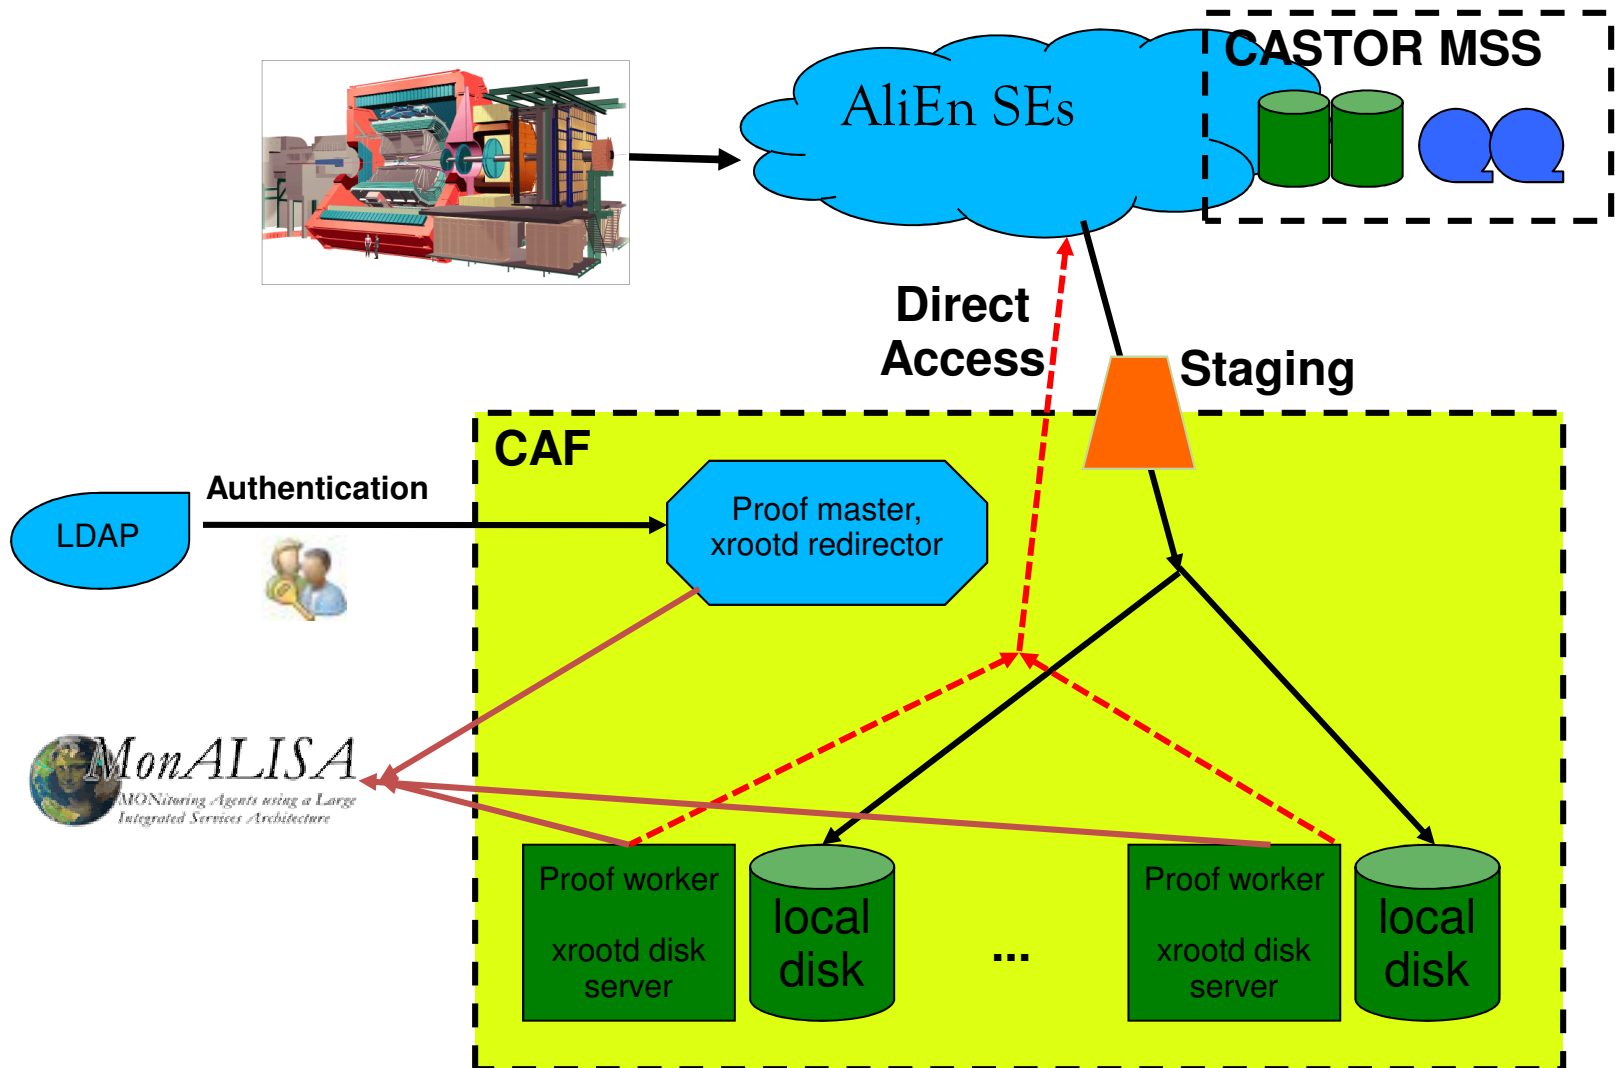 CASTOR MSS
AliEn SEs
Direct
Access
Staging
CAF
Authentication
LDAP
Proof master,
xrootd redirector
MonALISA
MONitoring Agents using a Large
Integrated Services Architecture
Proof worker
xrootd disk
server
local
disk
...
Proof worker
xrootd disk
server
local
disk